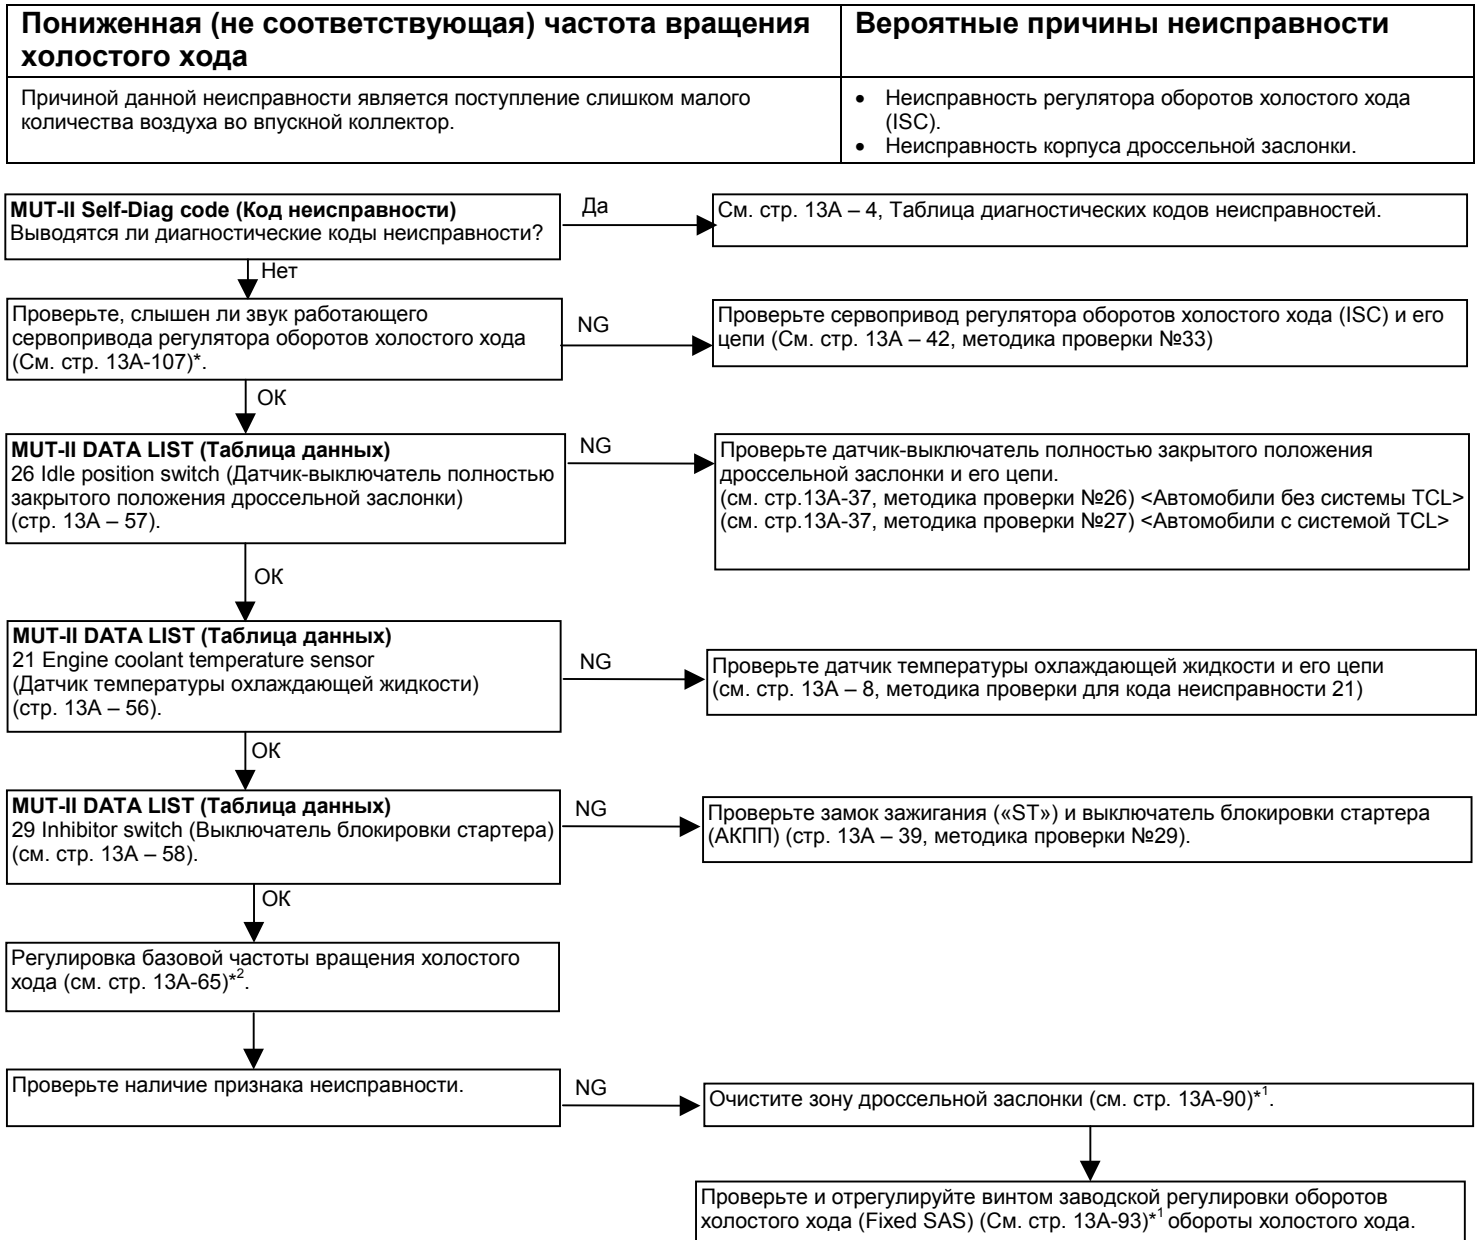 Пониженная (не соответствующая) частота вращения
холостого хода
Вероятные причины неисправности
Причиной данной неисправности является поступление слишком малого
количества воздуха во впускной коллектор.
• Неисправность регулятора оборотов холостого хода
(ISC).
• Неисправность корпуса дроссельной заслонки.
MUT-II Self-Diag code (Код неисправности)
Выводятся ли диагностические коды неисправности?
Да
См. стр. 13А – 4, Таблица диагностических кодов неисправностей.
Нет
Проверьте, слышен ли звук работающего
сервопривода регулятора оборотов холостого хода
(См. стр. 13А-107)*.
NG
Проверьте сервопривод регулятора оборотов холостого хода (ISC) и его
цепи (См. стр. 13А – 42, методика проверки №33)
ОК
MUT-II DATA LIST (Таблица данных)
26 Idle position switch (Датчик-выключатель полностью
закрытого положения дроссельной заслонки)
(стр. 13А – 57).
NG
Проверьте датчик-выключатель полностью закрытого положения
дроссельной заслонки и его цепи.
(см. стр.13А-37, методика проверки №26) <Автомобили без системы TCL>
(см. стр.13А-37, методика проверки №27) <Автомобили с системой TCL>
ОК
MUT-II DATA LIST (Таблица данных)
21 Engine coolant temperature sensor
(Датчик температуры охлаждающей жидкости)
(стр. 13А – 56).
NG
Проверьте датчик температуры охлаждающей жидкости и его цепи
(см. стр. 13А – 8, методика проверки для кода неисправности 21)
ОК
MUT-II DATA LIST (Таблица данных)
29 Inhibitor switch (Выключатель блокировки стартера)
(см. стр. 13А – 58).
NG
Проверьте замок зажигания («ST») и выключатель блокировки стартера
(АКПП) (стр. 13А – 39, методика проверки №29).
ОК
Регулировка базовой частоты вращения холостого
хода (см. стр. 13А-65)*².
Проверьте наличие признака неисправности.
NG
Очистите зону дроссельной заслонки (см. стр. 13А-90)*¹.
Проверьте и отрегулируйте винтом заводской регулировки оборотов
холостого хода (Fixed SAS) (См. стр. 13А-93)*¹ обороты холостого хода.